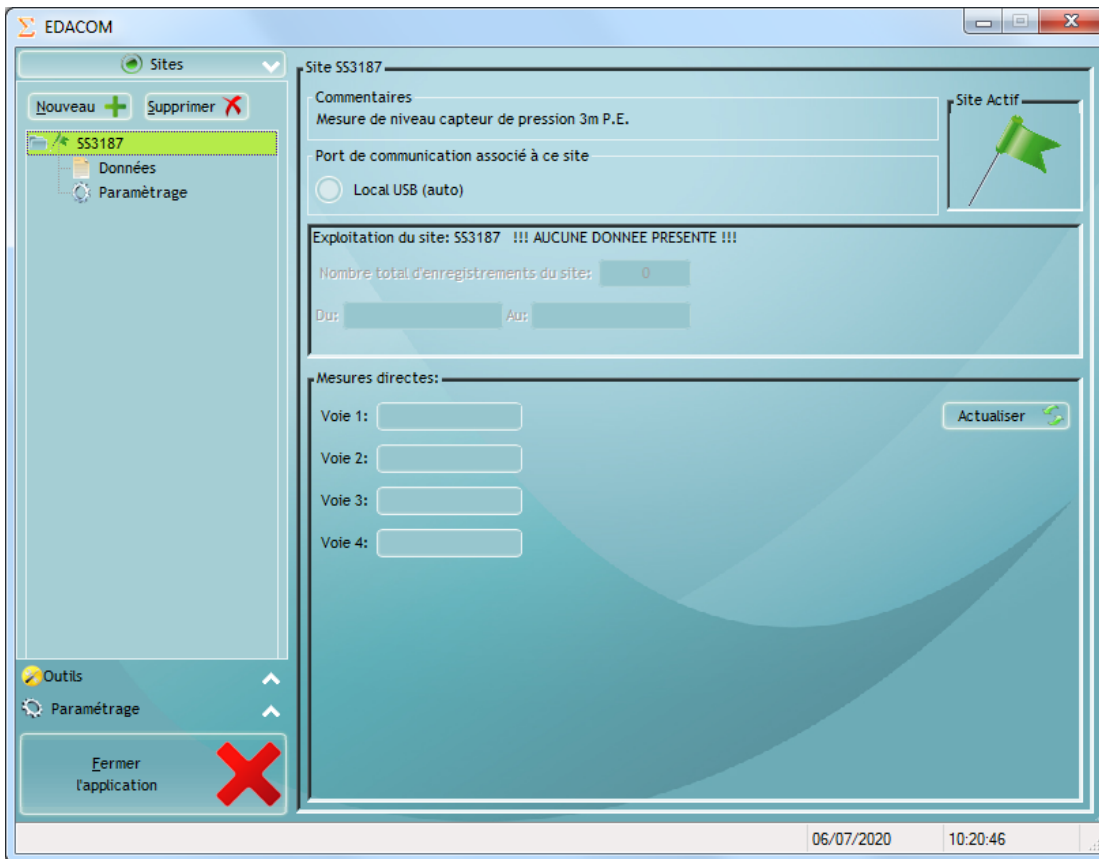 EDACOM
Sites
Nouveau
Supprimer
SS3187
Données
Paramètrage
Outils
Paramétrage
Fermer
l'application
Site SS3187
Commentaires
Mesure de niveau capteur de pression 3m P.E.
Port de communication associé à ce site
Local USB (auto)
Site Actif
Exploitation du site: SS3187 !!! AUCUNE DONNEE PRESENTE !!!
Nombre total d'enregistrements du site: 0
Du: Au:
Mesures directes:
Voie 1:
Actualiser
Voie 2:
Voie 3:
Voie 4:
06/07/2020 10:20:46